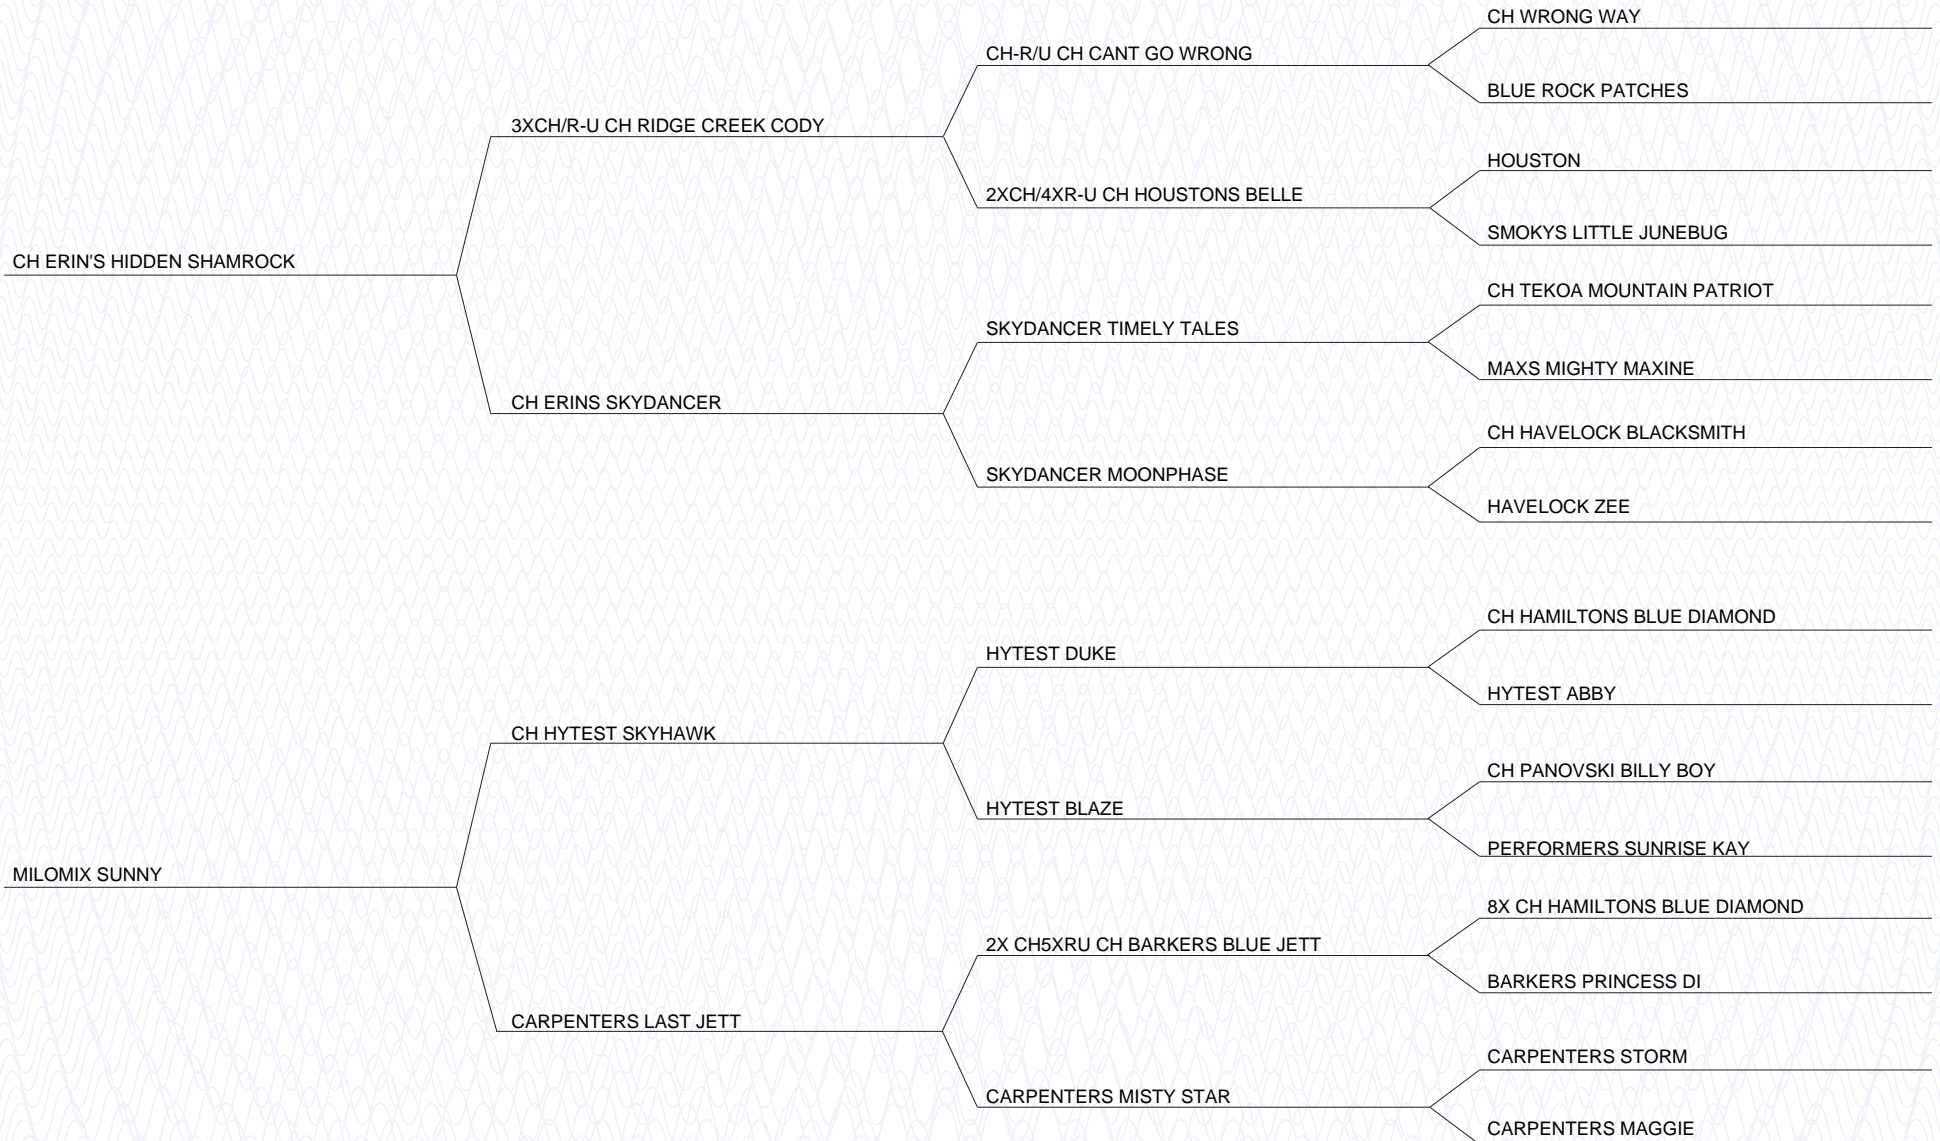 CH WRONG WAY
CH-R/U CH CANT GO WRONG
BLUE ROCK PATCHES
3XCH/R-U CH RIDGE CREEK CODY
HOUSTON
2XCH/4XR-U CH HOUSTONS BELLE
SMOKYS LITTLE JUNEBUG
CH ERIN'S HIDDEN SHAMROCK
CH TEKOA MOUNTAIN PATRIOT
SKYDANCER TIMELY TALES
MAXS MIGHTY MAXINE
CH ERINS SKYDANCER
CH HAVELOCK BLACKSMITH
SKYDANCER MOONPHASE
HAVELOCK ZEE
CH HAMILTONS BLUE DIAMOND
HYTEST DUKE
HYTEST ABBY
CH HYTEST SKYHAWK
CH PANOVSKI BILLY BOY
HYTEST BLAZE
PERFORMERS SUNRISE KAY
MILOMIX SUNNY
8X CH HAMILTONS BLUE DIAMOND
2X CH5XRU CH BARKERS BLUE JETT
BARKERS PRINCESS DI
CARPENTERS LAST JETT
CARPENTERS STORM
CARPENTERS MISTY STAR
CARPENTERS MAGGIE